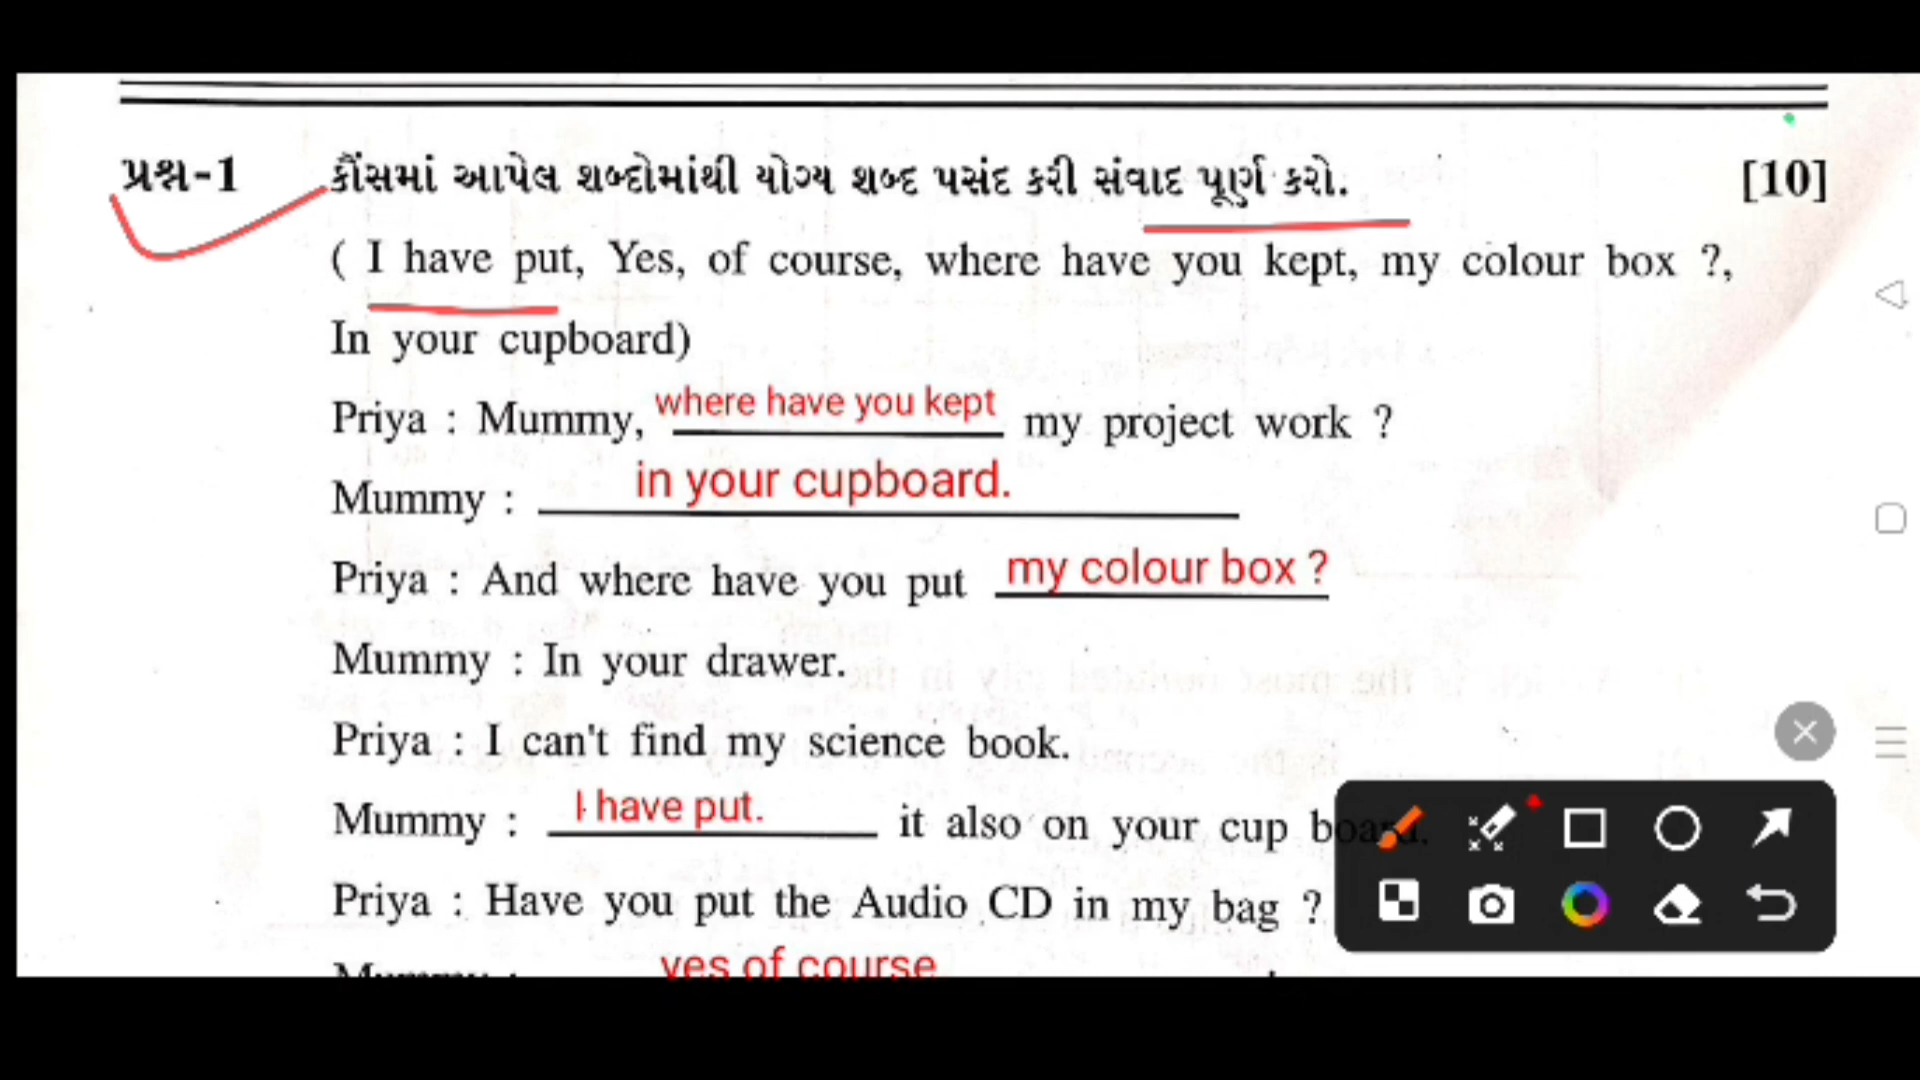 પ્રશ્ન-1 કૌંસમાં આપેલ શબ્દોમાંથી યોગ્ય શબ્દ પસંદ કરી સંવાદ પૂર્ણ કરો. [10]
( I have put, Yes, of course, where have you kept, my colour box ?,
In your cupboard)
Priya : Mummy, where have you kept my project work ?
Mummy : in your cupboard.
Priya : And where have you put my colour box ?
Mummy : In your drawer.
Priya : I can't find my science book.
Mummy : I have put. it also on your cup board.
Priya : Have you put the Audio CD in my bag ?
Mummy : yes of course